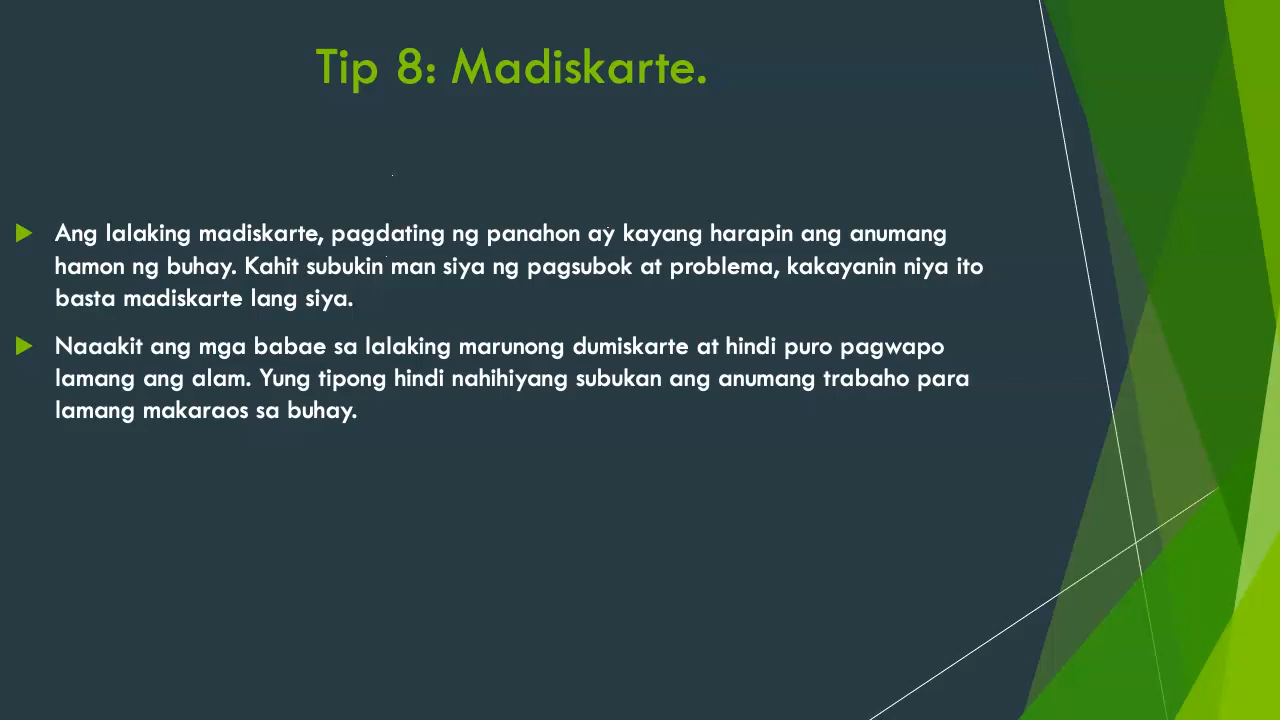 Tip 8: Madiskarte.
Ang lalaking madiskarte, pagdating ng panahon ay kayang harapin ang anumang
hamon ng buhay. Kahit subukin man siya ng pagsubok at problema, kakayanin niya ito
basta madiskarte lang siya.
Naaakit ang mga babae sa lalaking marunong dumiskarte at hindi puro pagwapo
lamang ang alam. Yung tipong hindi nahihiyang subukan ang anumang trabaho para
lamang makaraos sa buhay.